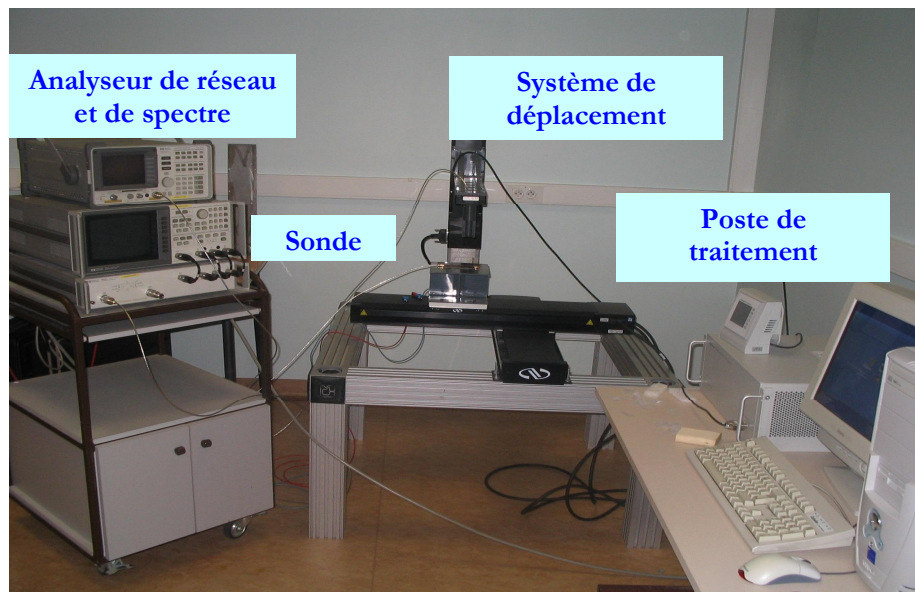 Analyseur de réseau
et de spectre
Système de
déplacement
Sonde
Poste de
traitement